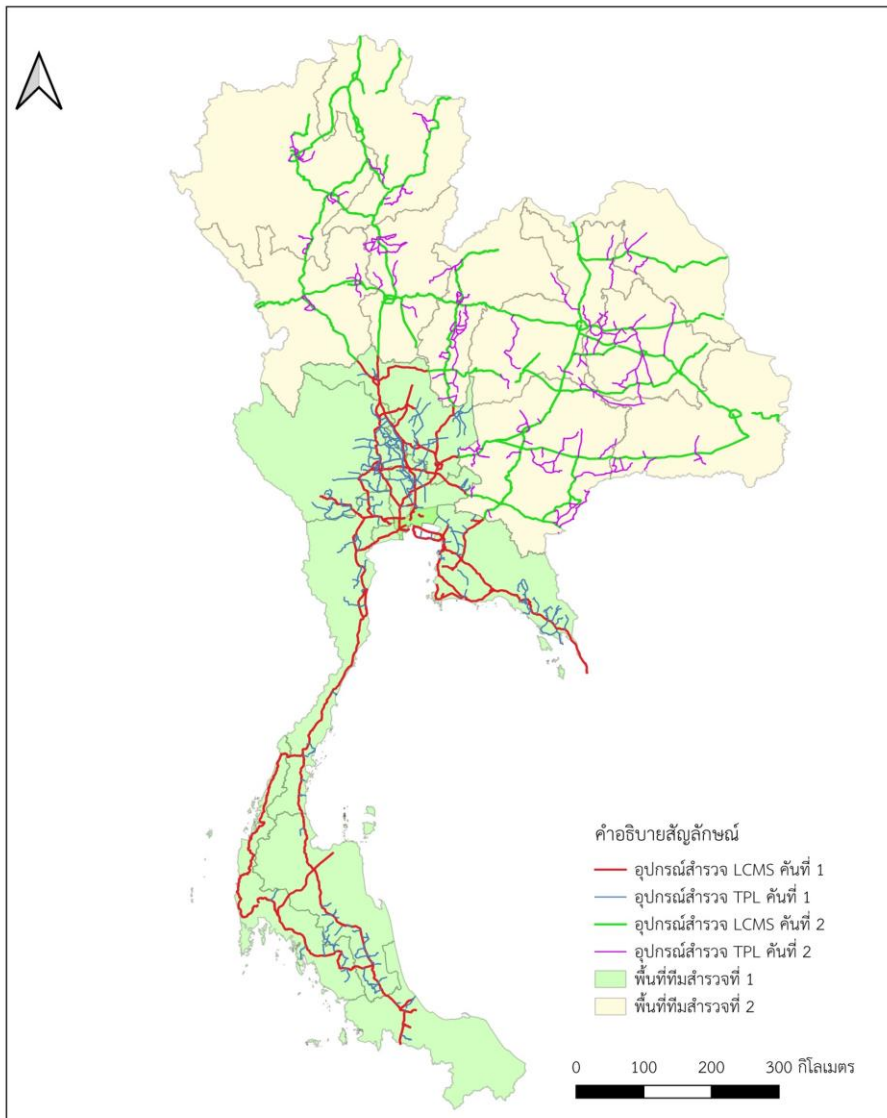 คำอธิบายสัญลักษณ์
อุปกรณ์สำรวจ LCMS คันที่ 1
อุปกรณ์สำรวจ TPL คันที่ 1
อุปกรณ์สำรวจ LCMS คันที่ 2
อุปกรณ์สำรวจ TPL คันที่ 2
พื้นที่ทีมสำรวจที่ 1
พื้นที่ทีมสำรวจที่ 2
0 100 200 300 กิโลเมตร